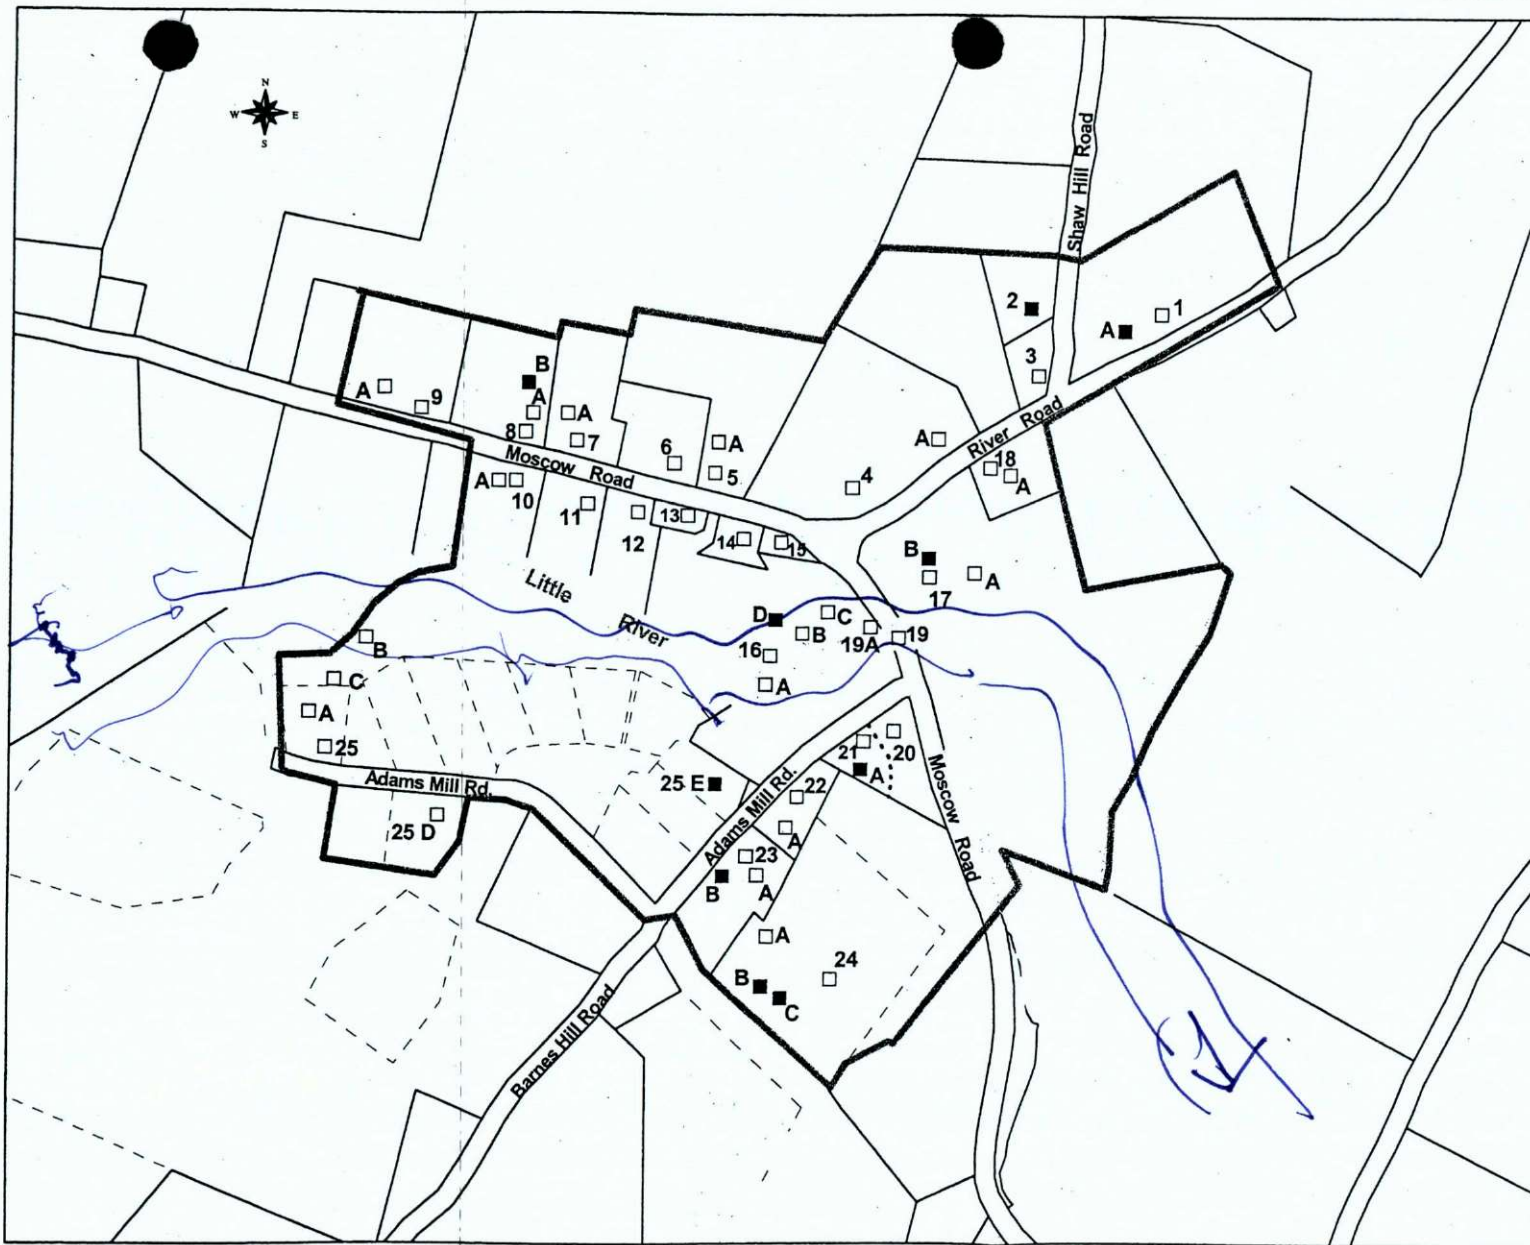 N
W E
S
Shaw Hill Road
2
1
A
3
B
A
9
A
A
8
7
Moscow Road
6
A
5
A
River Road
4
18
A
A
10
11
12
13
14
15
B
A
17
Little
River
D
C
B
19A
19
16
A
B
C
A
25
Adams Mill Rd.
25 D
25 E
21
20
A
Moscow Road
22
Adams Mill Rd.
A
23
B
A
A
24
B
C
Barnes Hill Road